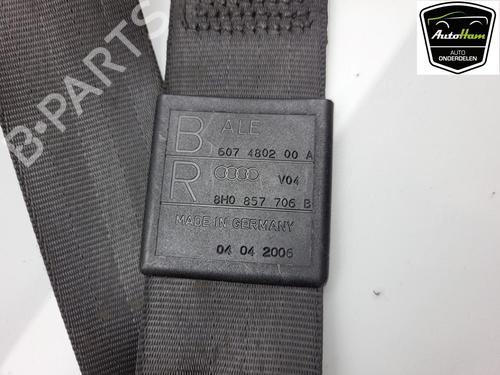 AutoHam
AUTO
ONDERDELEN
B-PARTS
B ALE
607 4802 00 A
R V04
8H0 857 706 B
MADE IN GERMANY
04 04 2006